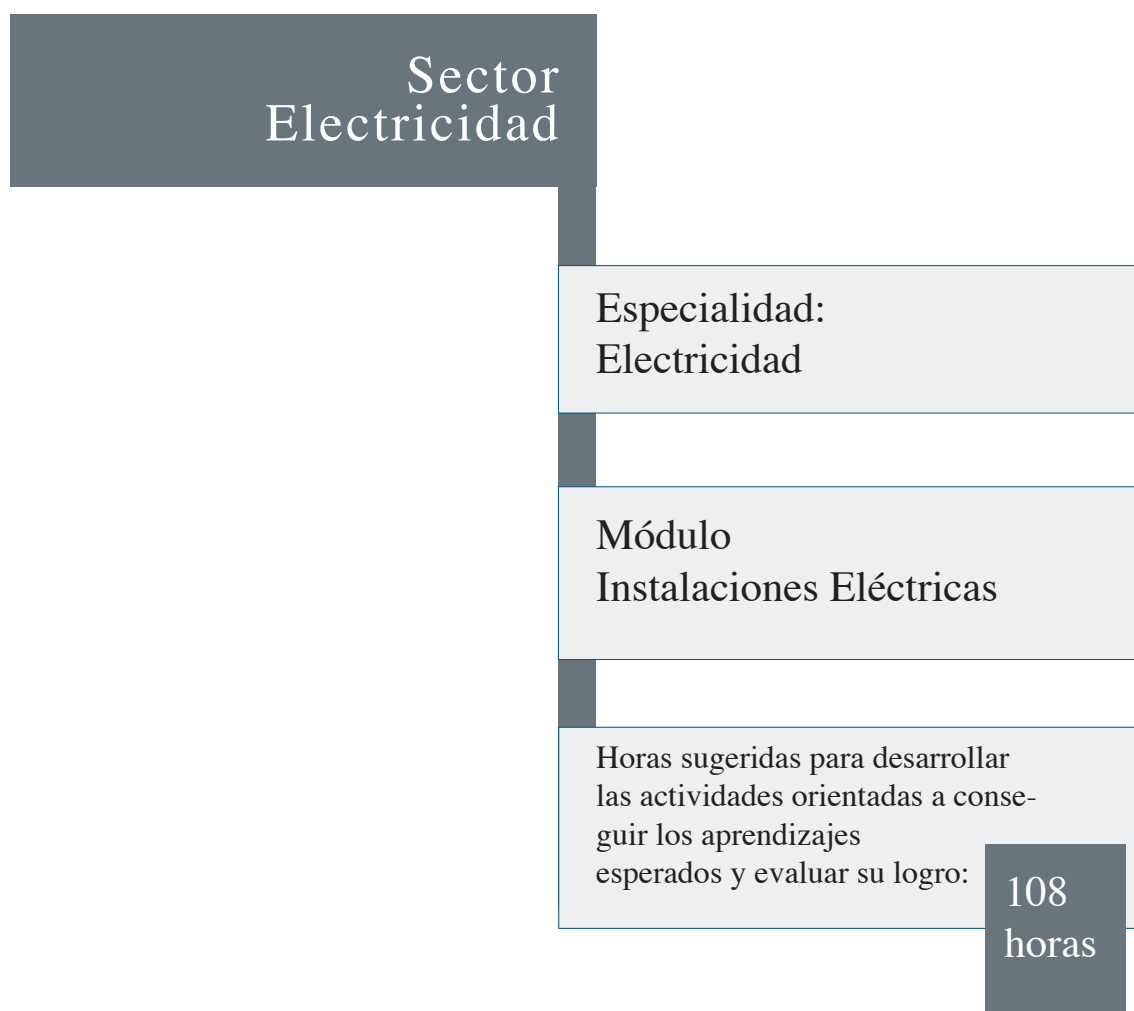 Sector
Electricidad
Especialidad:
Electricidad
Módulo
Instalaciones Eléctricas
Horas sugeridas para desarrollar
las actividades orientadas a conse-
guir los aprendizajes
esperados y evaluar su logro:
108
horas